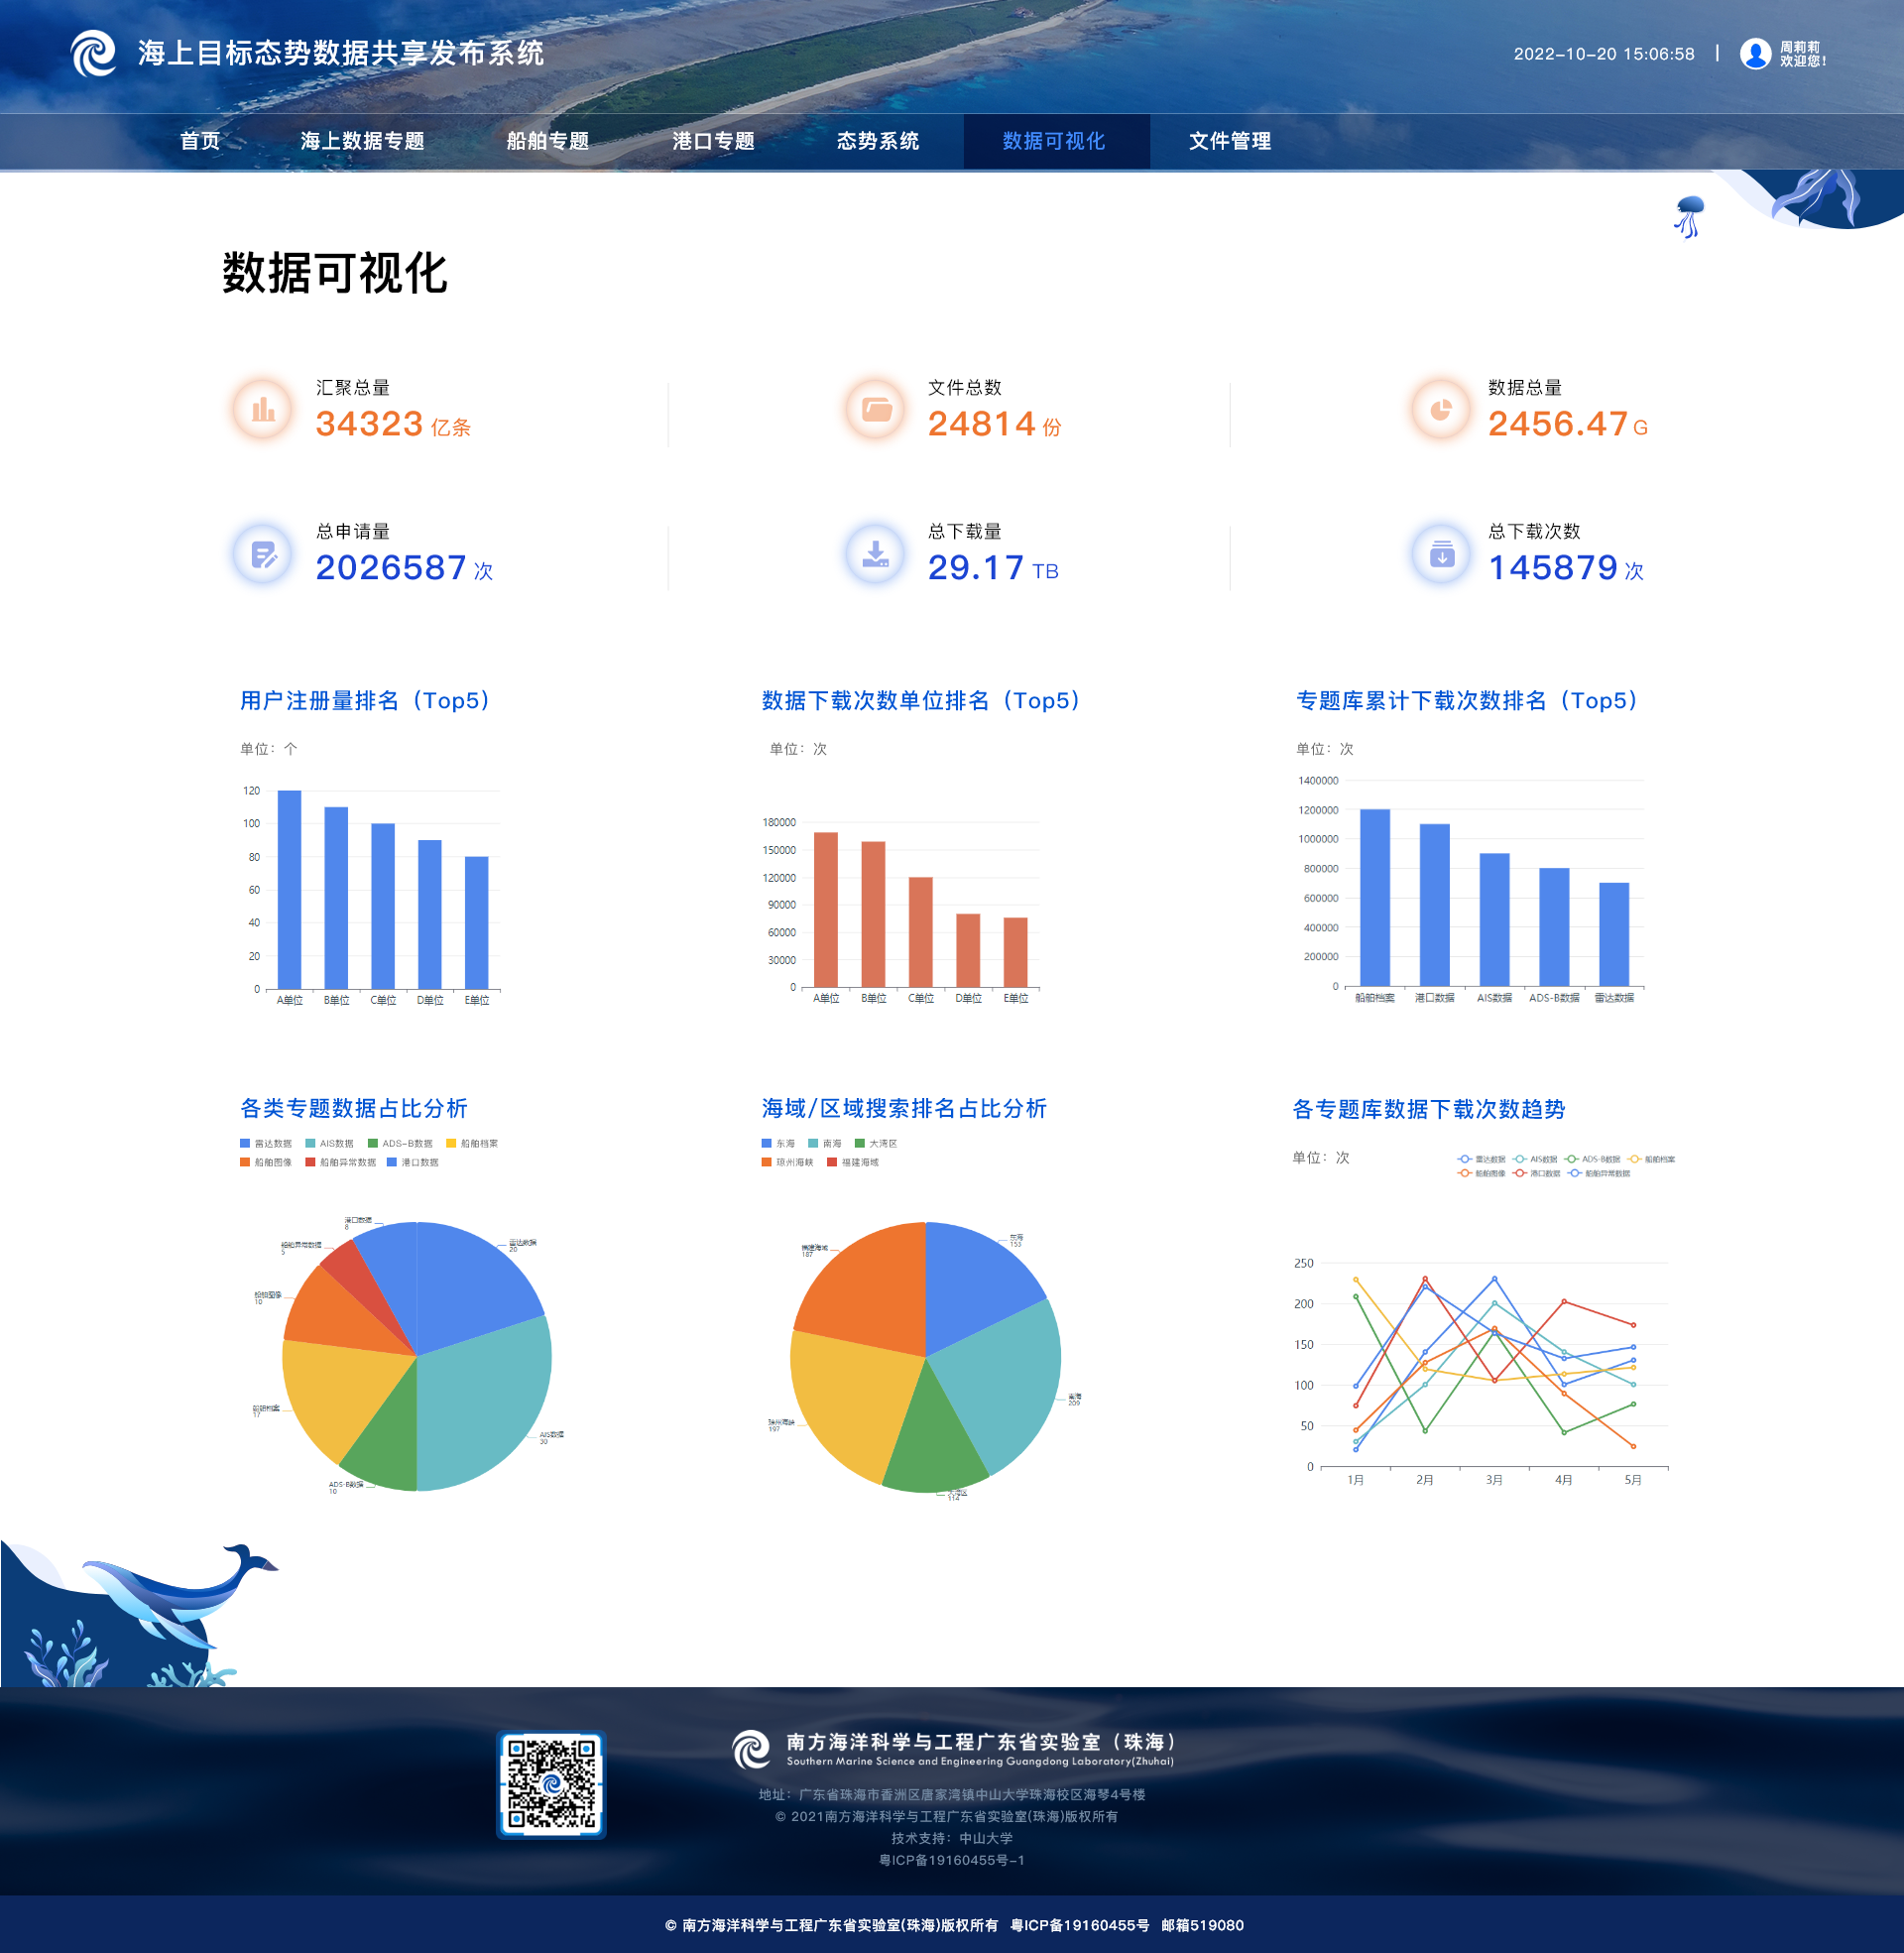 海上目标态势数据共享发布系统
2022-10-20 15:06:58
周莉莉
欢迎您!
首页 海上数据专题 船舶专题 港口专题 态势系统 数据可视化 文件管理
数据可视化
汇聚总量
34323 亿条
文件总数
24814 份
数据总量
2456.47 G
总申请量
2026587 次
总下载量
29.17 TB
总下载次数
145879 次
用户注册量排名（Top5）
单位：个
120
100
80
60
40
20
0
A单位 B单位 C单位 D单位 E单位
数据下载次数单位排名（Top5）
单位：次
180000
150000
120000
90000
60000
30000
0
A单位 B单位 C单位 D单位 E单位
专题库累计下载次数排名（Top5）
单位：次
1400000
1200000
1000000
800000
600000
400000
200000
0
船舶档案 港口数据 AIS数据 ADS-B数据 雷达数据
各类专题数据占比分析
雷达数据 AIS数据 ADS-B数据 船舶档案
船舶图像 船舶异常数据 港口数据
港口数据
8
雷达数据
20
船舶异常数据
5
船舶图像
10
船舶档案
17
AIS数据
30
ADS-B数据
10
海域/区域搜索排名占比分析
东海 南海 大湾区
琼州海峡 福建海域
东海
153
福建海域
187
南海
209
琼州海峡
197
大湾区
114
各专题库数据下载次数趋势
单位：次
雷达数据 AIS数据 ADS-B数据 船舶档案
船舶图像 港口数据 船舶异常数据
250
200
150
100
50
0
1月 2月 3月 4月 5月
南方海洋科学与工程广东省实验室（珠海）
Southern Marine Science and Engineering Guangdong Laboratory(Zhuhai)
地址：广东省珠海市香洲区唐家湾镇中山大学珠海校区海琴4号楼
© 2021南方海洋科学与工程广东省实验室(珠海)版权所有
技术支持：中山大学
粤ICP备19160455号-1
© 南方海洋科学与工程广东省实验室(珠海)版权所有 粤ICP备19160455号 邮箱519080